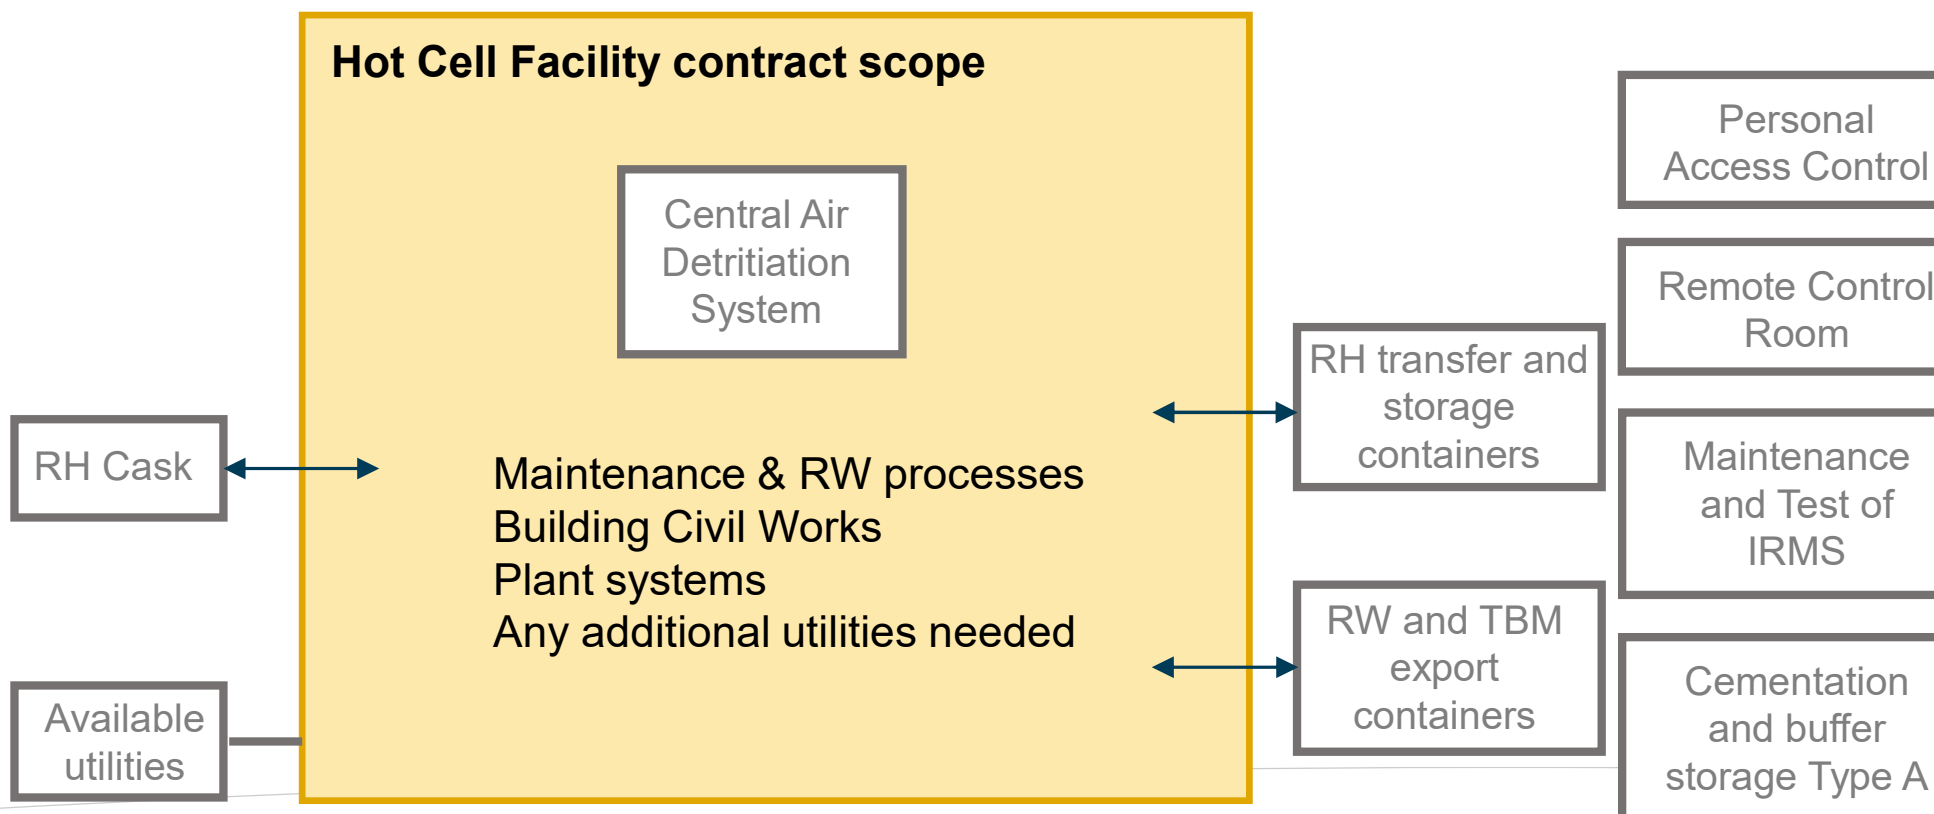 Hot Cell Facility contract scope
Central Air
Detritiation
System
Maintenance & RW processes
Building Civil Works
Plant systems
Any additional utilities needed
RH Cask
Available
utilities
RH transfer and
storage
containers
RW and TBM
export
containers
Personal
Access Control
Remote Control
Room
Maintenance
and Test of
IRMS
Cementation
and buffer
storage Type A